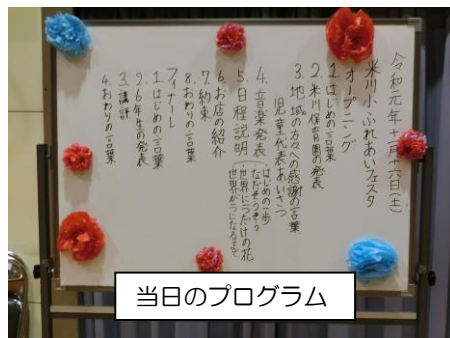 令和元年十一月十六日(土)
米川小ふれあいフェスタ
オープニング
1. はじめの言葉
2. 米川保育園の発表
3. 地域の方々への感謝の言葉
児童代表あいさつ
4. 音楽発表
・はじめの一歩
・ただそらぞう
・世界に一つだけの花
・世界が一つになるまで
5. 日程説明
6. お店の紹介
7. 約束
8. おわりの言葉
フィナーレ
1. はじめの言葉
2. 6年生の発表
3. 講評
4. おわりの言葉
当日のプログラム